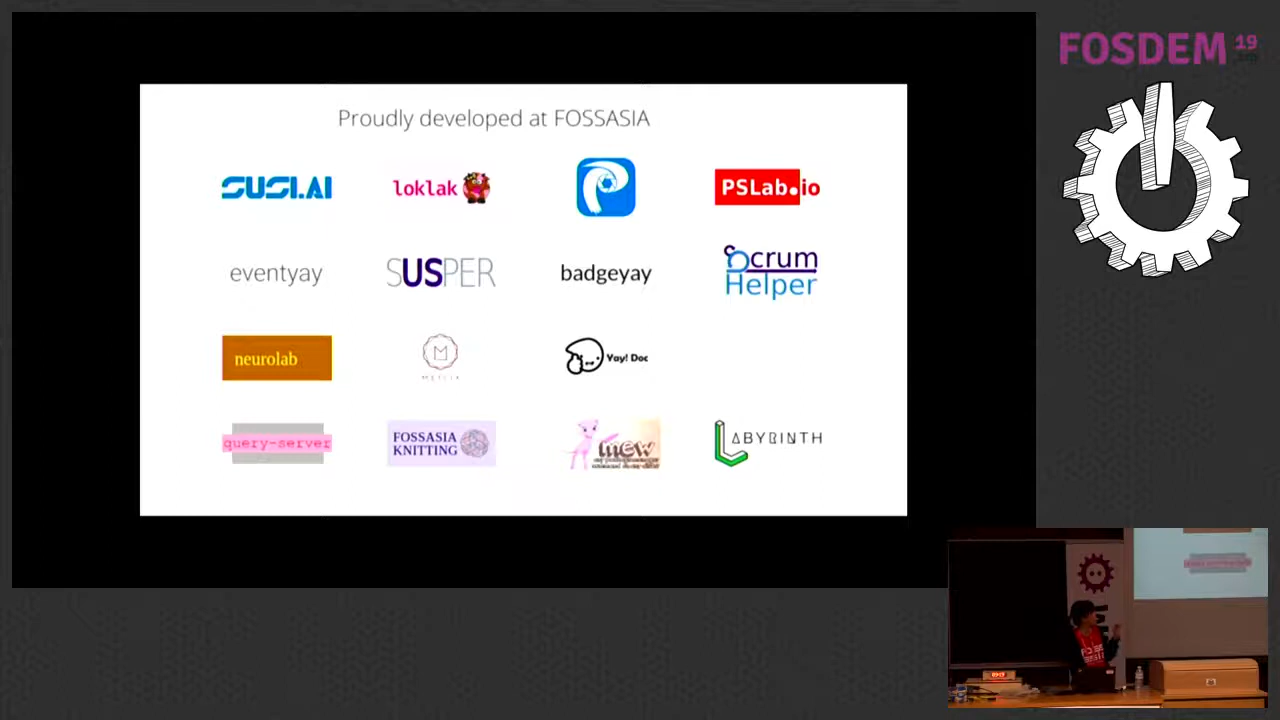 FOSDEM 19
Proudly developed at FOSSASIA
SUSI.AI
loklak
PSLab.io
eventyay
SUSPER
badgeyay
Scrum
Helper
neurolab
M
Yay! Doc
query-server
FOSSASIA
KNITTING
mew
LABYRINTH